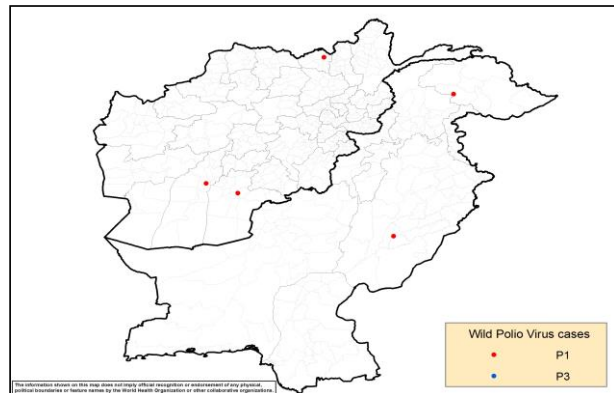 Wild Polio Virus cases
P1
P3
The information shown on this map does not imply official recognition or endorsement of any physical,
political boundaries or feature names by the World Health Organization or other collaborative organizations.